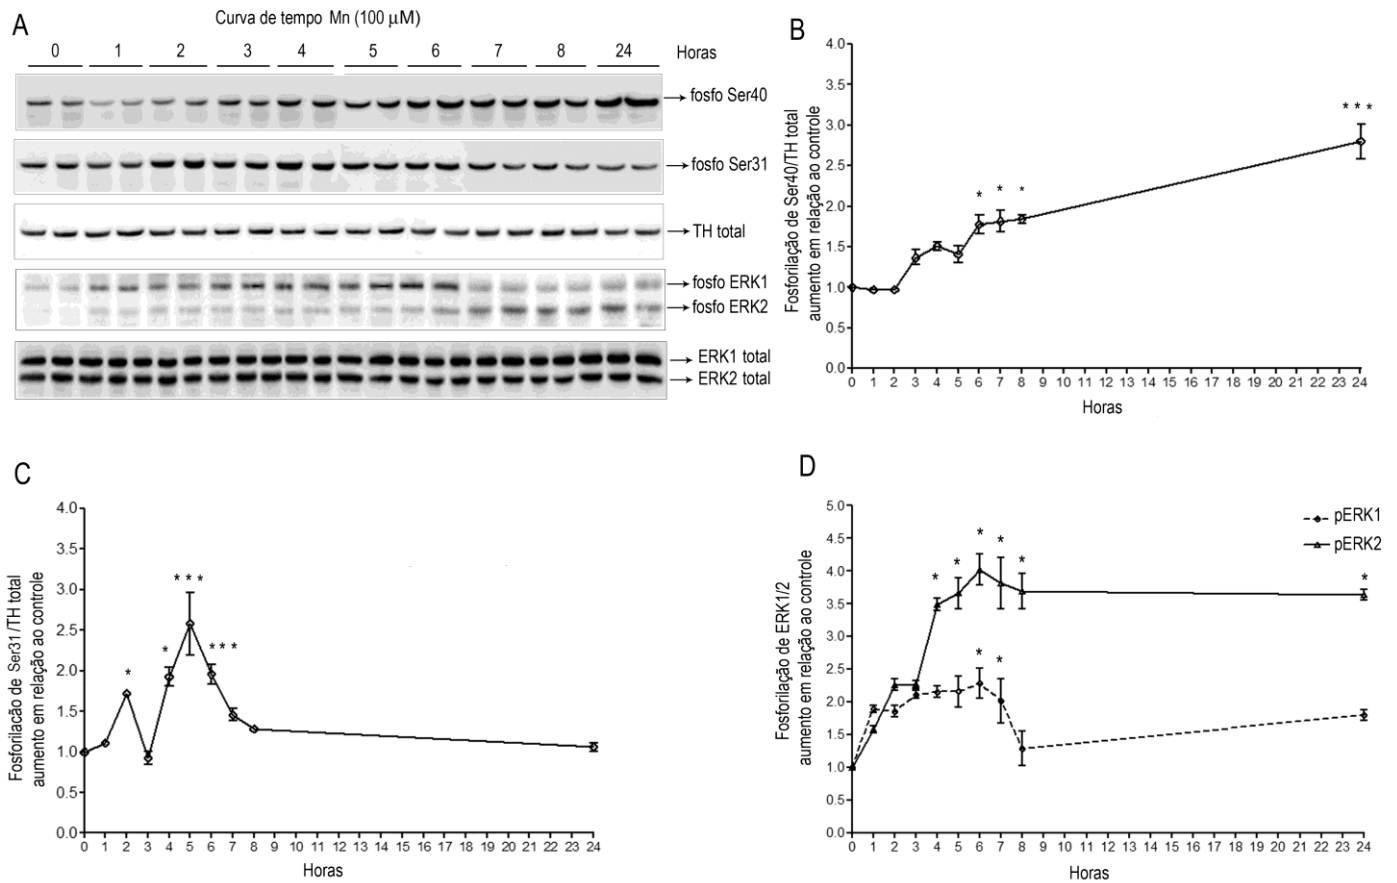 A
Curva de tempo Mn (100 µM)
0 1 2 3 4 5 6 7 8 24 Horas
fosfo Ser40
fosfo Ser31
TH total
fosfo ERK1
fosfo ERK2
ERK1 total
ERK2 total
B
Fosforilação de Ser40/TH total
aumento em relação ao controle
4.0
3.5
3.0
2.5
2.0
1.5
1.0
0.5
0.0
* * *
* * *
0 1 2 3 4 5 6 7 8 9 10 11 12 13 14 15 16 17 18 19 20 21 22 23 24
Horas
C
Fosforilação de Ser31/TH total
aumento em relação ao controle
4.0
3.5
3.0
2.5
2.0
1.5
1.0
0.5
0.0
* * *
* * * *
*
0 1 2 3 4 5 6 7 8 9 10 11 12 13 14 15 16 17 18 19 20 21 22 23 24
Horas
D
Fosforilação de ERK1/2
aumento em relação ao controle
5.0
4.5
4.0
3.5
3.0
2.5
2.0
1.5
1.0
0.5
0.0
pERK1
pERK2
* * * * * *
* *
0 1 2 3 4 5 6 7 8 9 10 11 12 13 14 15 16 17 18 19 20 21 22 23 24
Horas